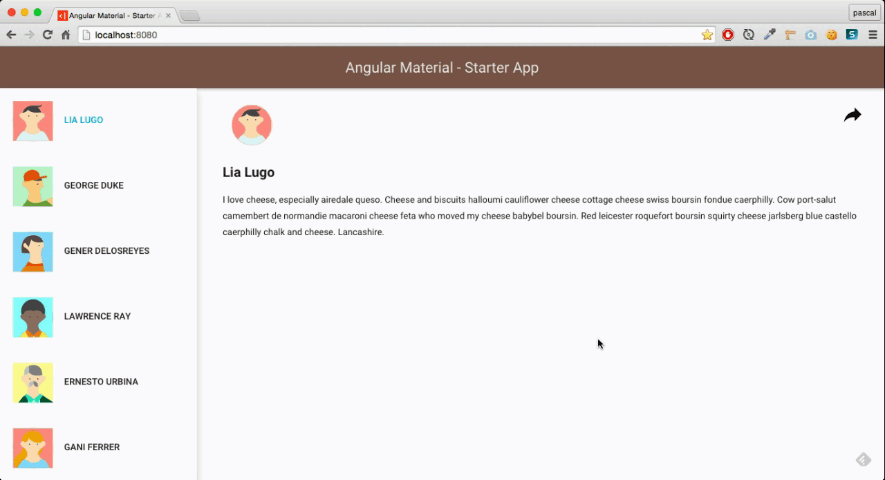 Angular Material - Starter A
pascal
localhost:8080
Angular Material - Starter App
LIA LUGO
GEORGE DUKE
GENER DELOSREYES
LAWRENCE RAY
ERNESTO URBINA
GANI FERRER
Lia Lugo
I love cheese, especially airedale queso. Cheese and biscuits halloumi cauliflower cheese cottage cheese swiss boursin fondue caerphilly. Cow port-salut
camembert de normandie macaroni cheese feta who moved my cheese babybel boursin. Red leicester roquefort boursin squirty cheese jarlsberg blue castello
caerphilly chalk and cheese. Lancashire.